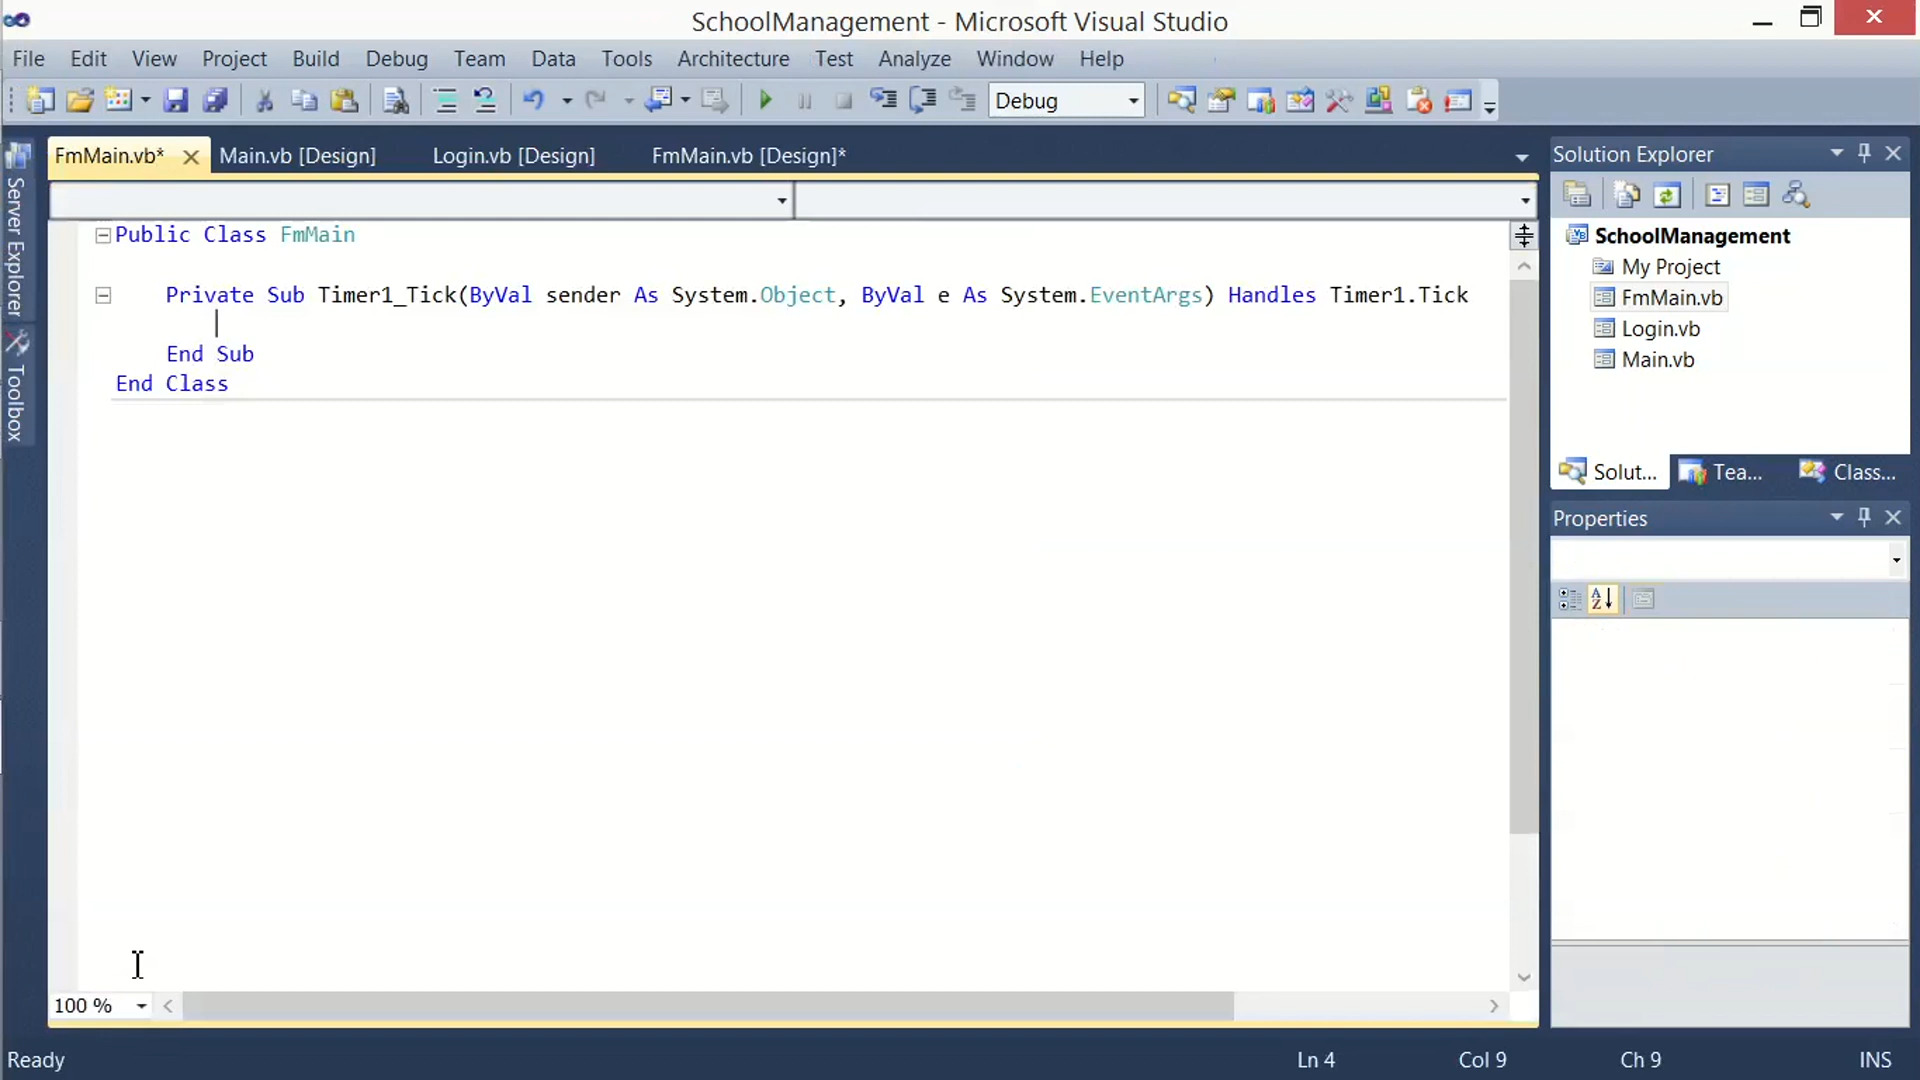 SchoolManagement - Microsoft Visual Studio
File Edit View Project Build Debug Team Data Tools Architecture Test Analyze Window Help
Debug
FmMain.vb* Main.vb [Design] Login.vb [Design] FmMain.vb [Design]*
Server Explorer
Toolbox
Public Class FmMain
Private Sub Timer1_Tick(ByVal sender As System.Object, ByVal e As System.EventArgs) Handles Timer1.Tick
End Sub
End Class
100 %
Solution Explorer
SchoolManagement
My Project
FmMain.vb
Login.vb
Main.vb
Solut... Tea... Class...
Properties
Ready Ln 4 Col 9 Ch 9 INS